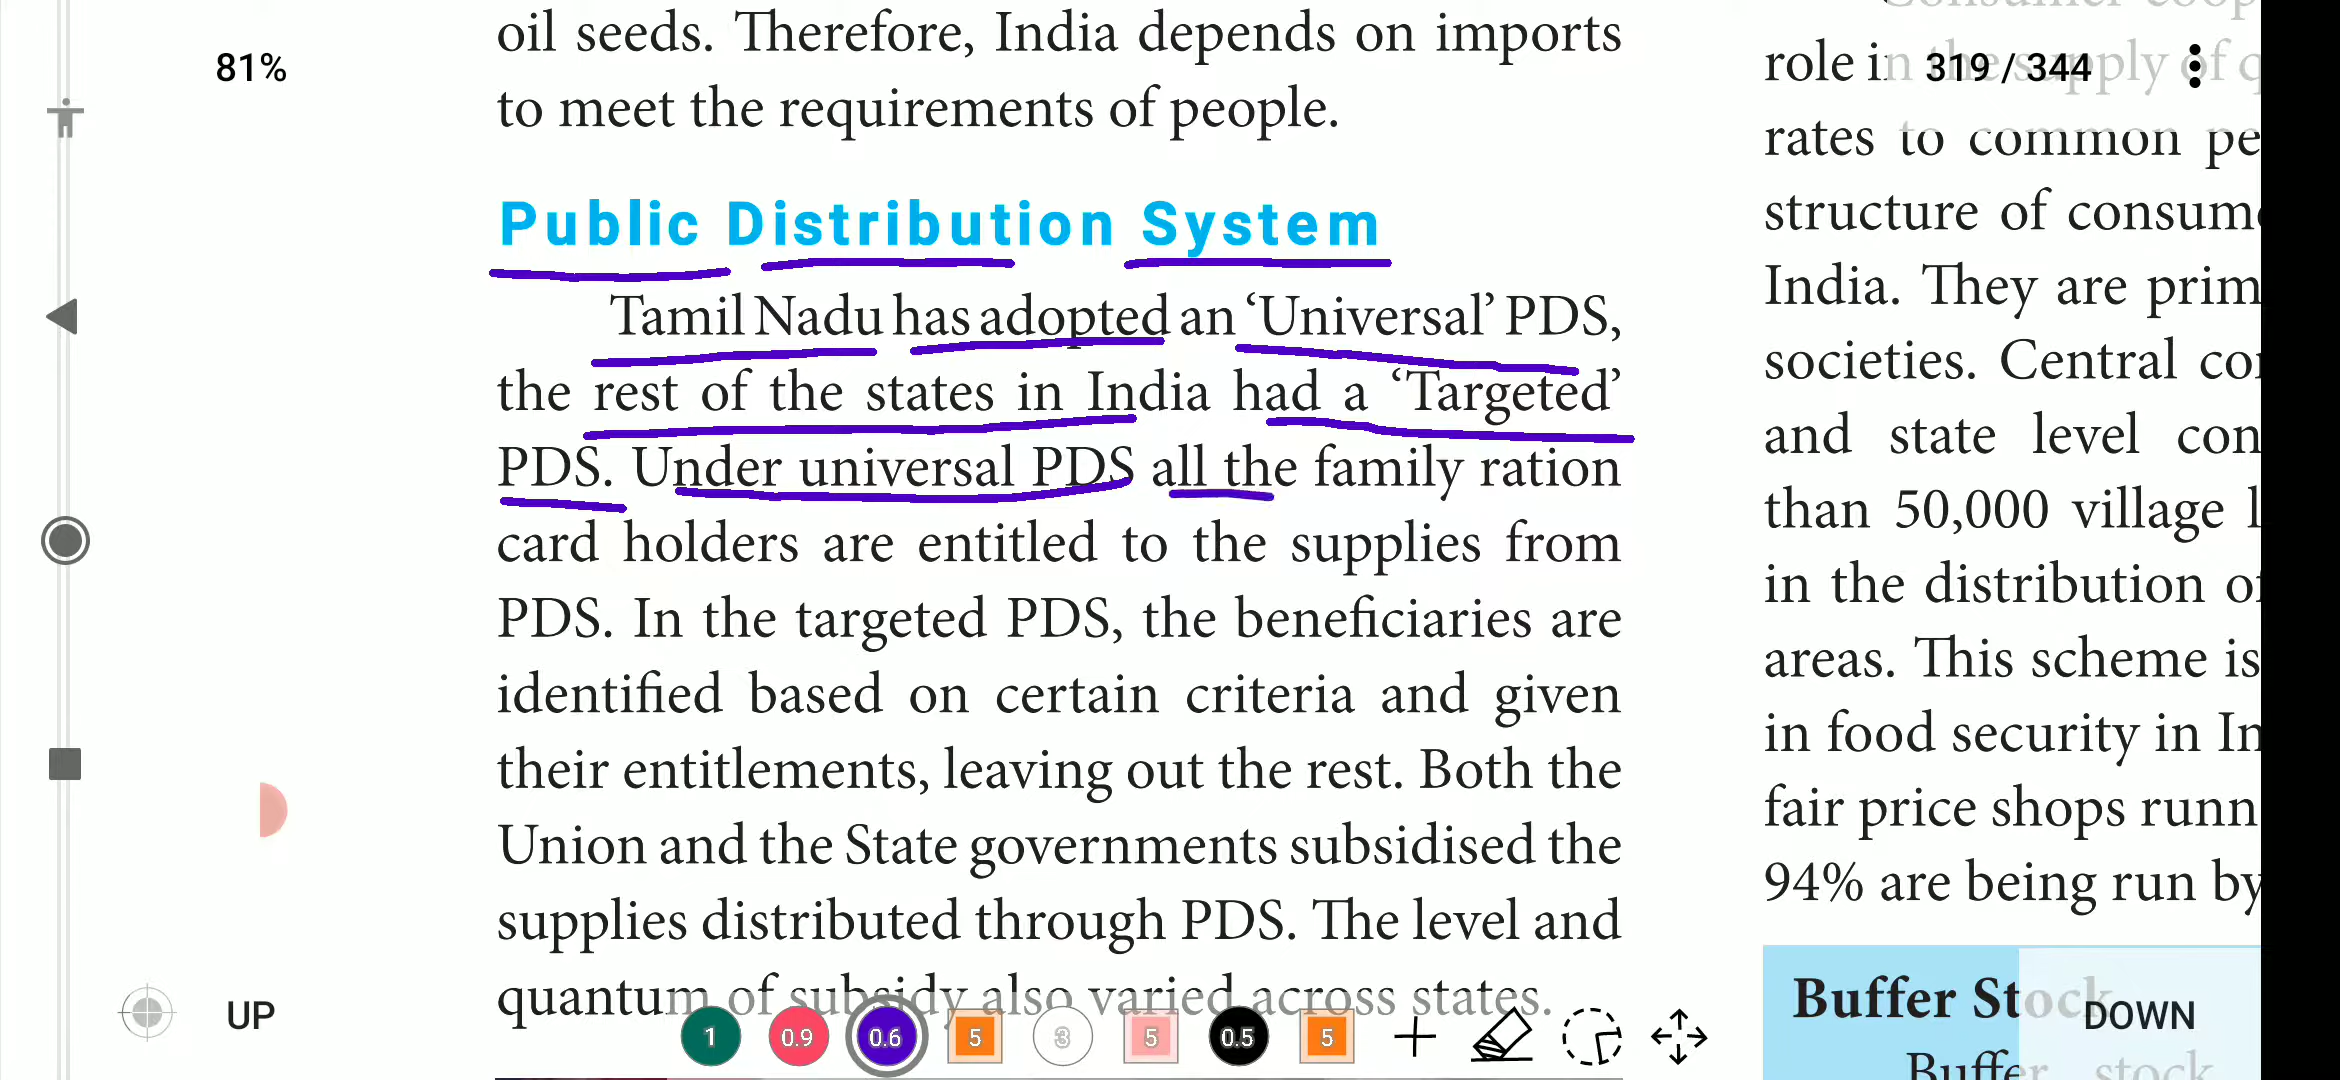 81%
319 / 344
oil seeds. Therefore, India depends on imports
to meet the requirements of people.
Public Distribution System
Tamil Nadu has adopted an ‘Universal’ PDS,
the rest of the states in India had a ‘Targeted’
PDS. Under universal PDS all the family ration
card holders are entitled to the supplies from
PDS. In the targeted PDS, the beneficiaries are
identified based on certain criteria and given
their entitlements, leaving out the rest. Both the
Union and the State governments subsidised the
supplies distributed through PDS. The level and
quantum of subsidy also varied across states.
role in the supply of q
rates to common pe
structure of consum
India. They are prim
societies. Central co
and state level con
than 50,000 village l
in the distribution of
areas. This scheme is
in food security in In
fair price shops runn
94% are being run by
Buffer Stock
Buffer stock
UP
DOWN
1 0.9 0.6 5 3 5 0.5 5